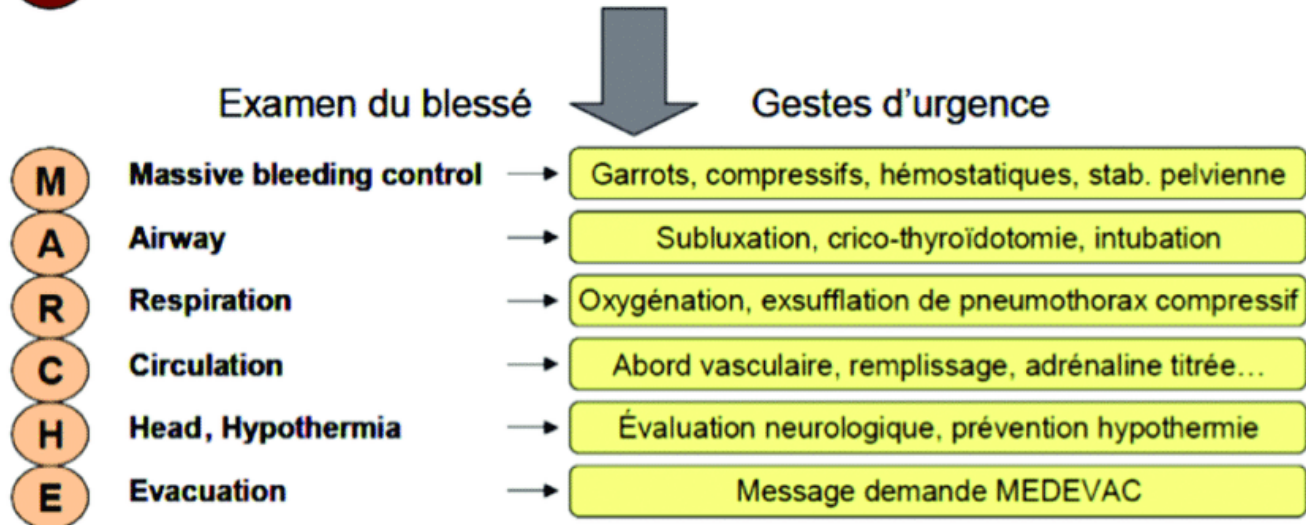 Examen du blessé Gestes d'urgence
M Massive bleeding control Garrots, compressifs, hémostatiques, stab. pelvienne
A Airway Subluxation, crico-thyroïdotomie, intubation
R Respiration Oxygénation, exsufflation de pneumothorax compressif
C Circulation Abord vasculaire, remplissage, adrénaline titrée...
H Head, Hypothermia Évaluation neurologique, prévention hypothermie
E Evacuation Message demande MEDEVAC